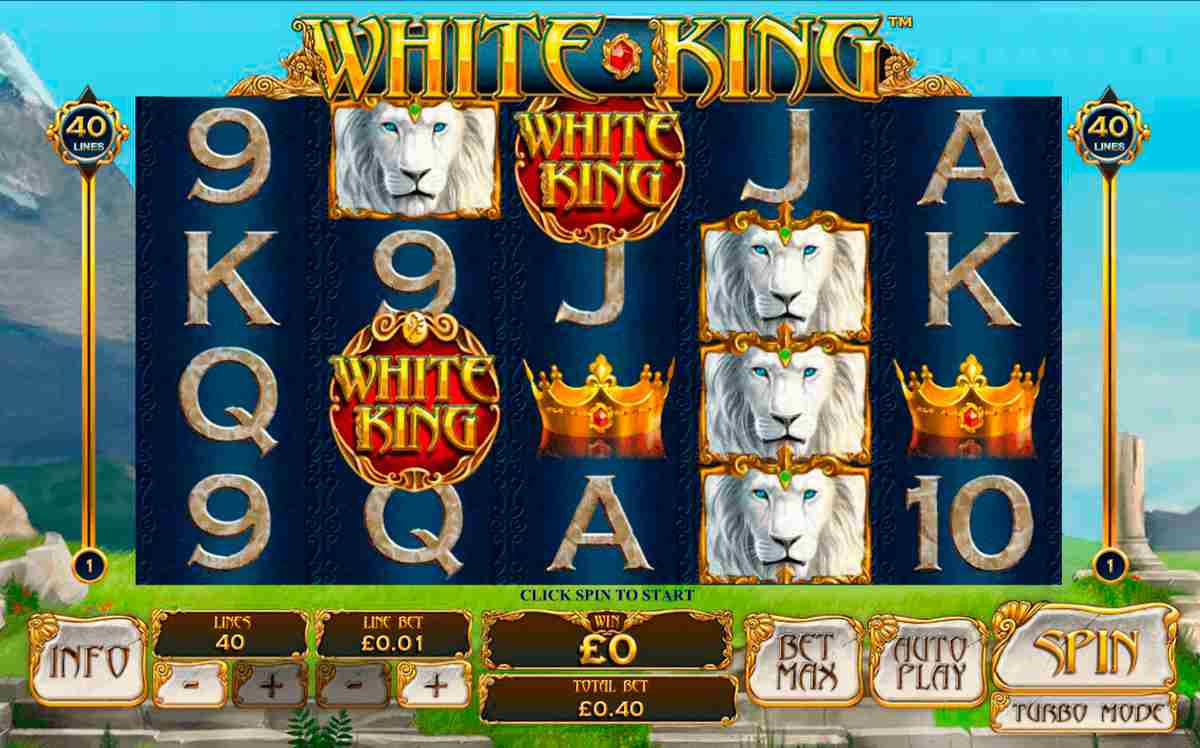 WHITE KING™
40
LINES
40
LINES
9
WHITE
KING
J
A
K
9
J
K
Q
WHITE
KING
9
Q
A
10
1
1
CLICK SPIN TO START
INFO
LINES
40
-
+
LINE BET
£0.01
-
+
WIN
£0
TOTAL BET
£0.40
BET
MAX
AUTO
PLAY
SPIN
TURBO MODE